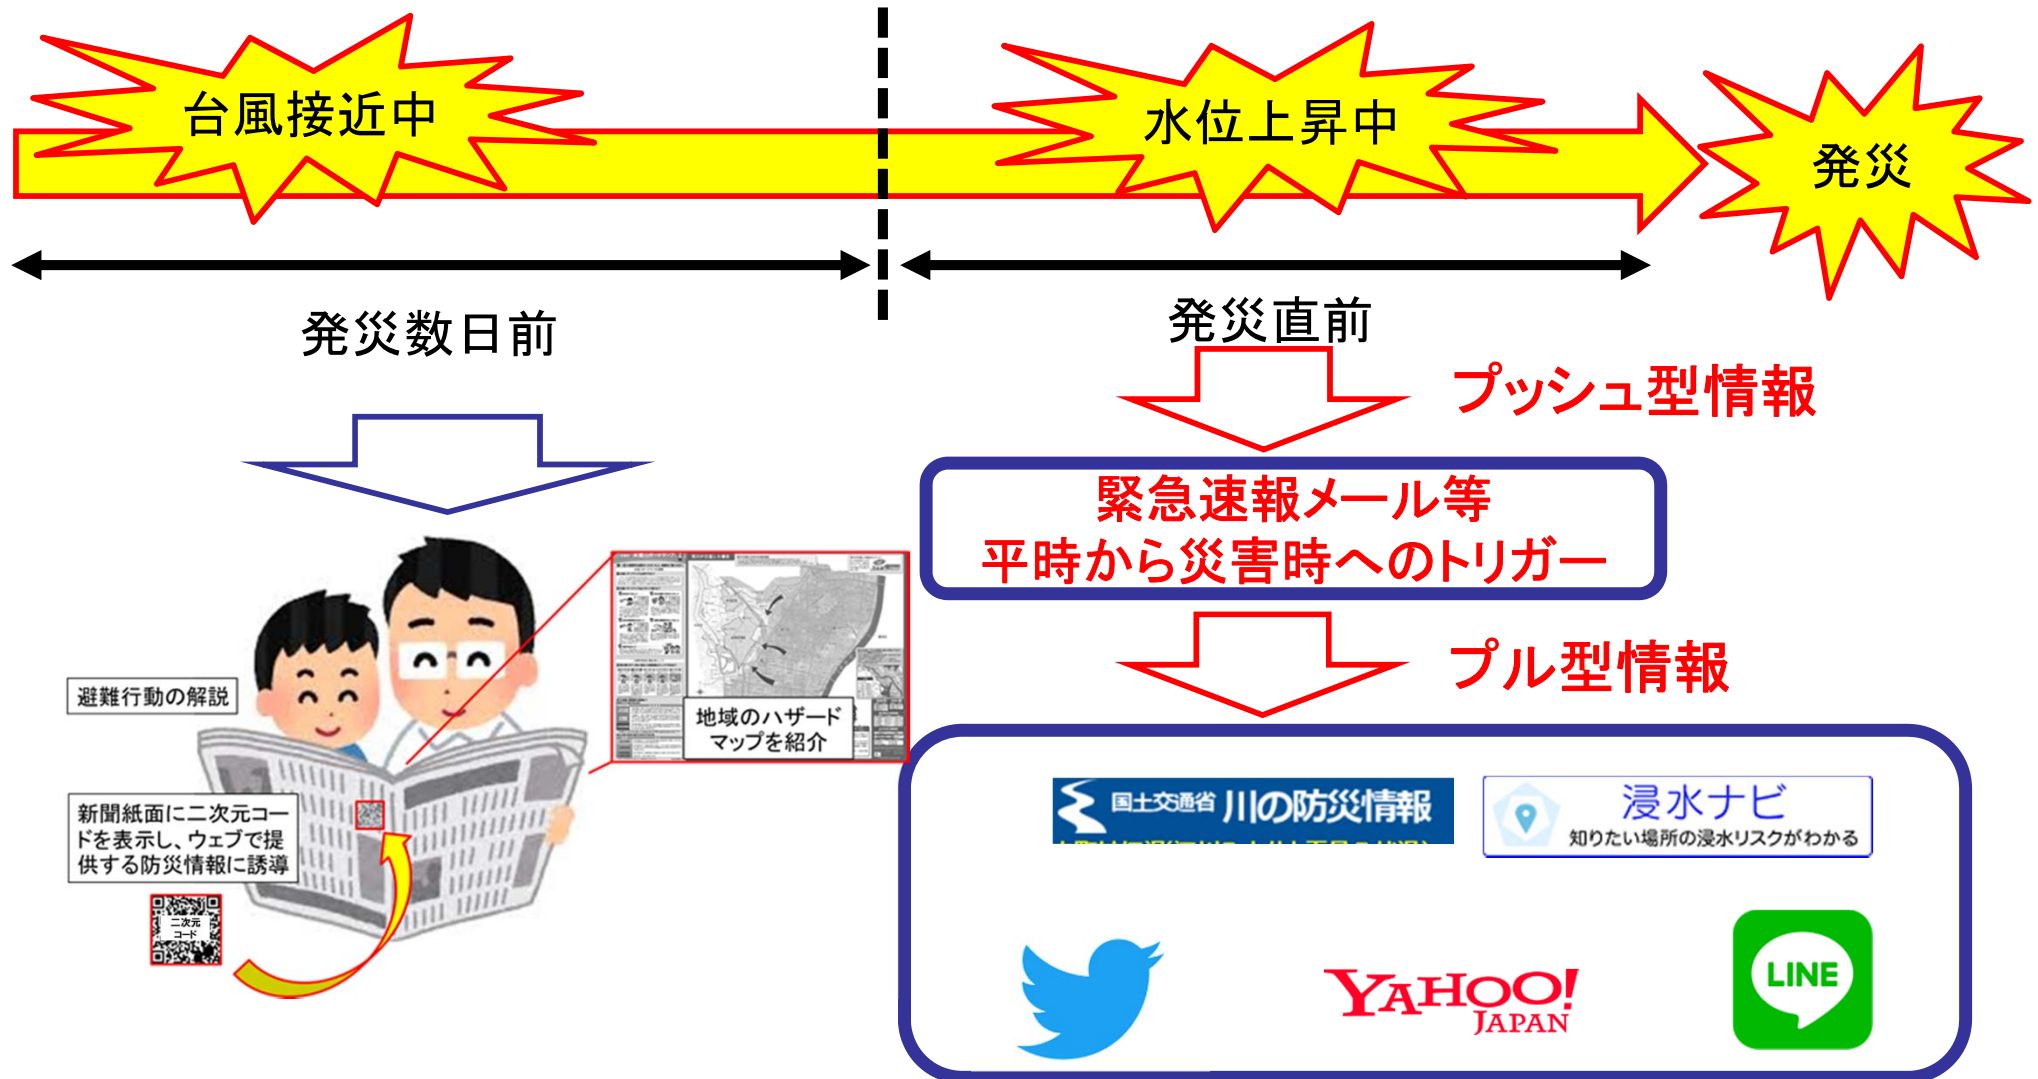 台風接近中
水位上昇中
発災
発災数日前
発災直前
プッシュ型情報
緊急速報メール等
平時から災害時へのトリガー
プル型情報
避難行動の解説
地域のハザード
マップを紹介
新聞紙面に二次元コー
ドを表示し、ウェブで提
供する防災情報に誘導
二次元
コード
国土交通省 川の防災情報
浸水ナビ
知りたい場所の浸水リスクがわかる
YAHOO!
JAPAN
LINE